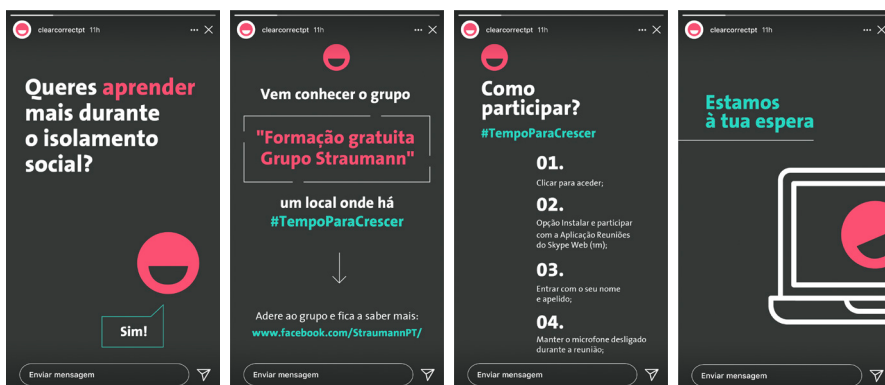 clearcorrectpt 11h
Queres aprender
mais durante
o isolamento
social?
Sim!
Enviar mensagem
clearcorrectpt 11h
Vem conhecer o grupo
"Formação gratuita
Grupo Straumann"
um local onde há
#TempoParaCrescer
Adere ao grupo e fica a saber mais:
www.facebook.com/StraumannPT/
Enviar mensagem
clearcorrectpt 11h
Como
participar?
#TempoParaCrescer
01.
Clicar para aceder;
02.
Opção Instalar e participar
com a Aplicação Reuniões
do Skype Web (1m);
03.
Entrar com o seu nome
e apelido;
04.
Manter o microfone desligado
durante a reunião;
Enviar mensagem
clearcorrectpt 11h
Estamos
à tua espera
Enviar mensagem